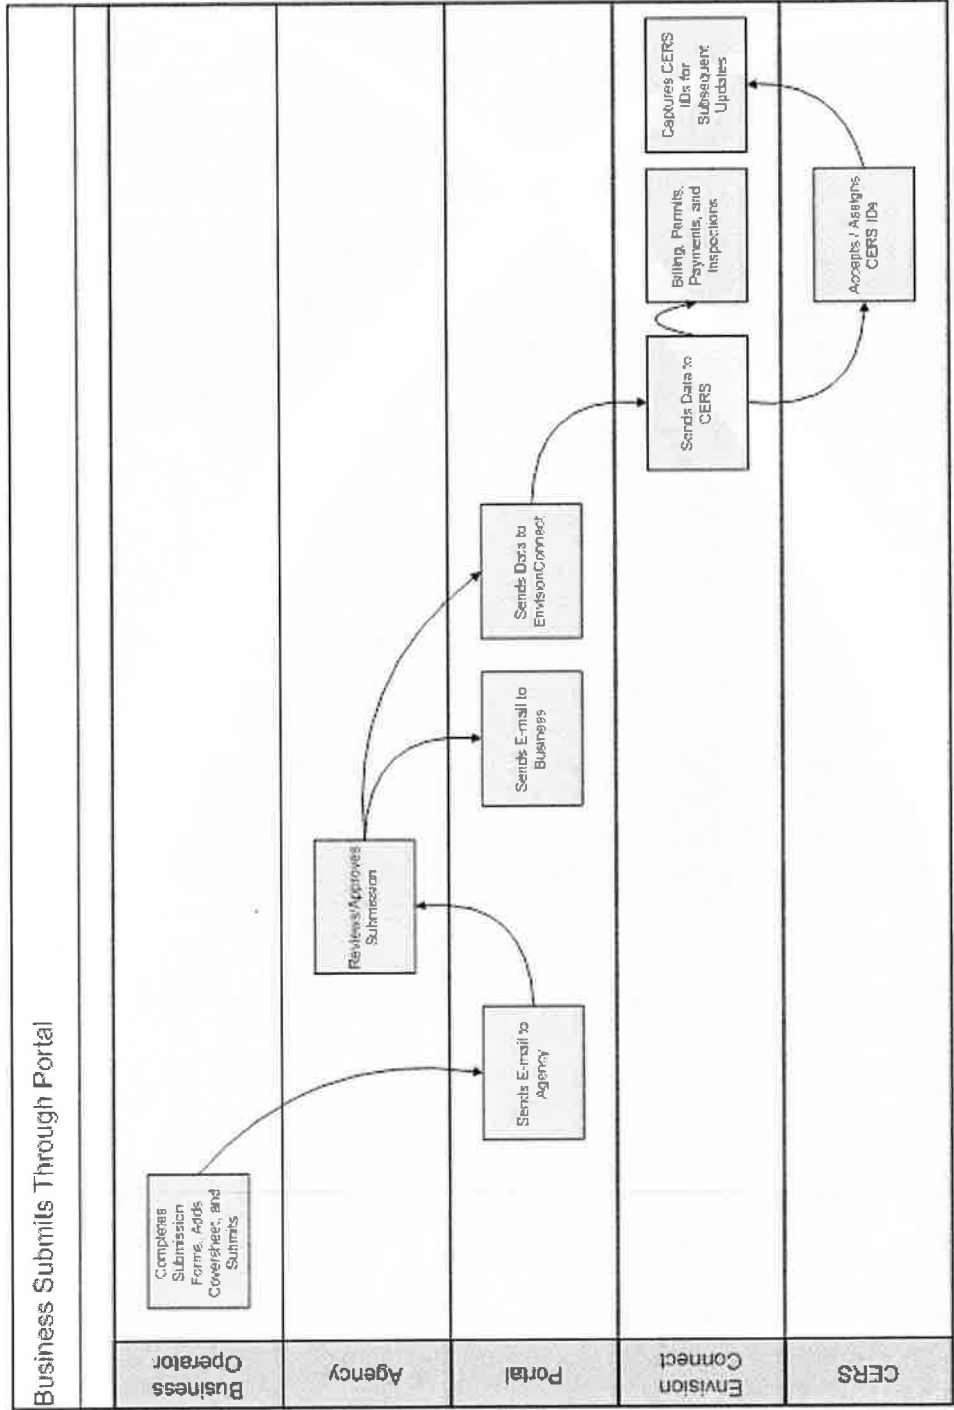 Business Submits Through Portal
Business
Operator
Completes
Submission
Forms, Adds
Coversheet, and
Submits
Agency
Reviews/Approves
Submission
Portal
Sends E-mail to
Agency
Sends E-mail to
Business
Sends Data to
EnvisionConnect
Envision
Connect
Sends Data to
CERS
Billing, Permits,
Payments, and
Inspections
Captures CERS
IDs for
Subsequent
Updates
CERS
Accepts / Assigns
CERS IDs